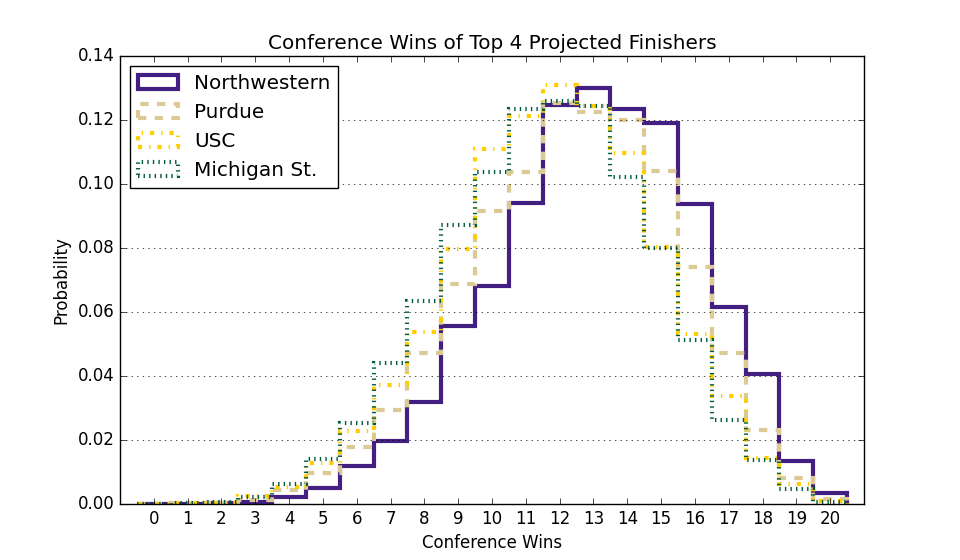 Conference Wins of Top 4 Projected Finishers
Northwestern
Purdue
USC
Michigan St.
0.14
0.12
0.10
0.08
0.06
0.04
0.02
0.00
Probability
0 1 2 3 4 5 6 7 8 9 10 11 12 13 14 15 16 17 18 19 20
Conference Wins